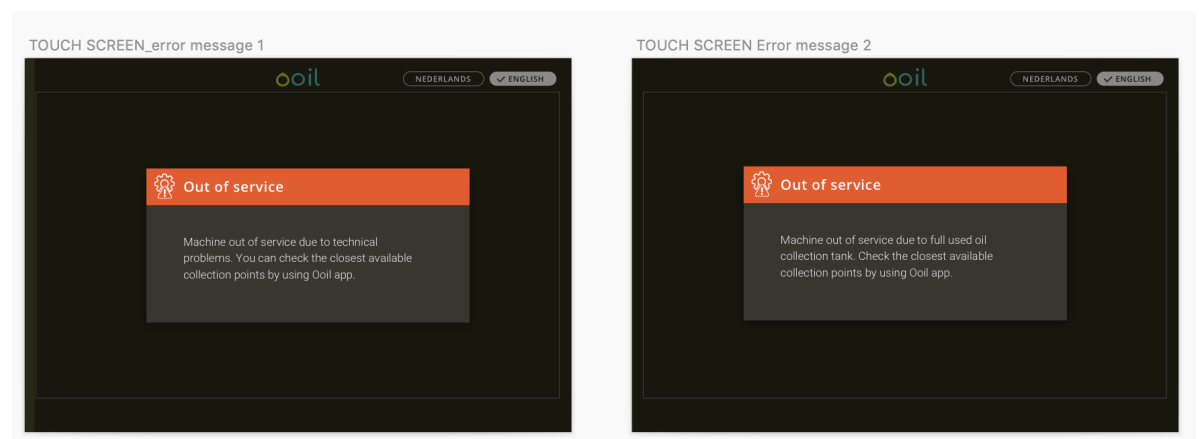 TOUCH SCREEN_error message 1
ooil
NEDERLANDS
ENGLISH
Out of service
Machine out of service due to technical
problems. You can check the closest available
collection points by using Ooil app.
TOUCH SCREEN Error message 2
ooil
NEDERLANDS
ENGLISH
Out of service
Machine out of service due to full used oil
collection tank. Check the closest available
collection points by using Ooil app.